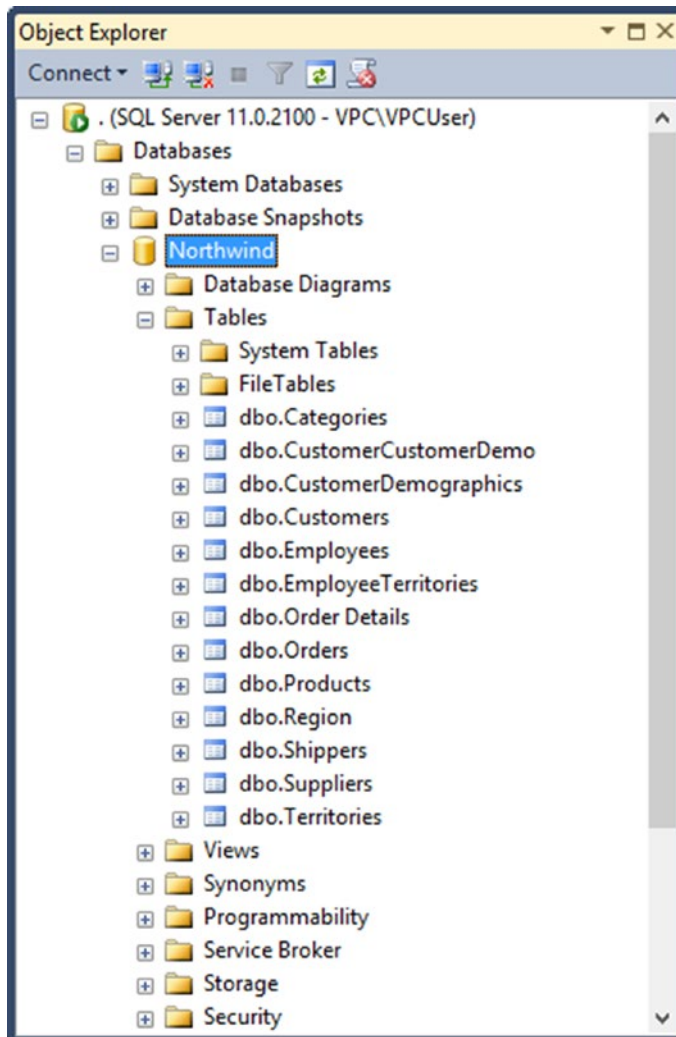 Object Explorer
Connect
. (SQL Server 11.0.2100 - VPC\VPCUser)
Databases
System Databases
Database Snapshots
Northwind
Database Diagrams
Tables
System Tables
FileTables
dbo.Categories
dbo.CustomerCustomerDemo
dbo.CustomerDemographics
dbo.Customers
dbo.Employees
dbo.EmployeeTerritories
dbo.Order Details
dbo.Orders
dbo.Products
dbo.Region
dbo.Shippers
dbo.Suppliers
dbo.Territories
Views
Synonyms
Programmability
Service Broker
Storage
Security